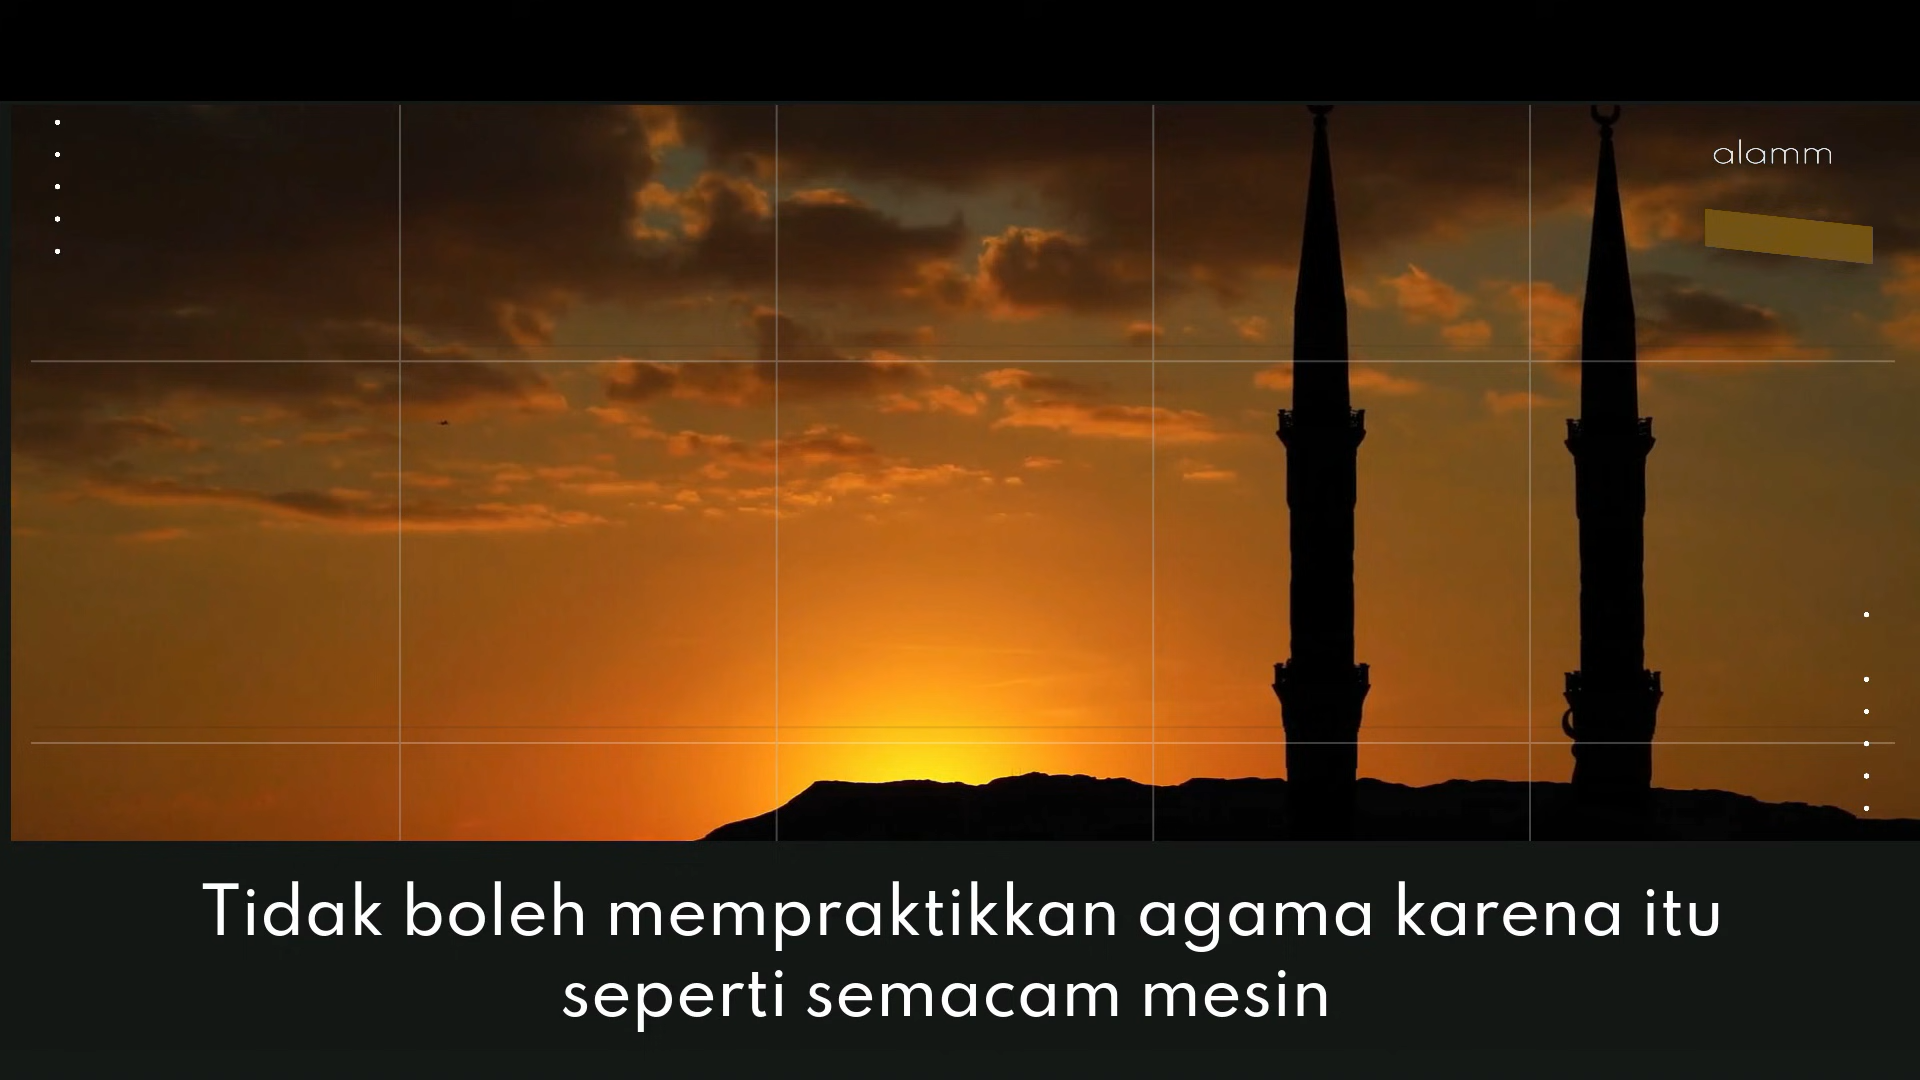 alamm
Tidak boleh mempraktikkan agama karena itu
seperti semacam mesin